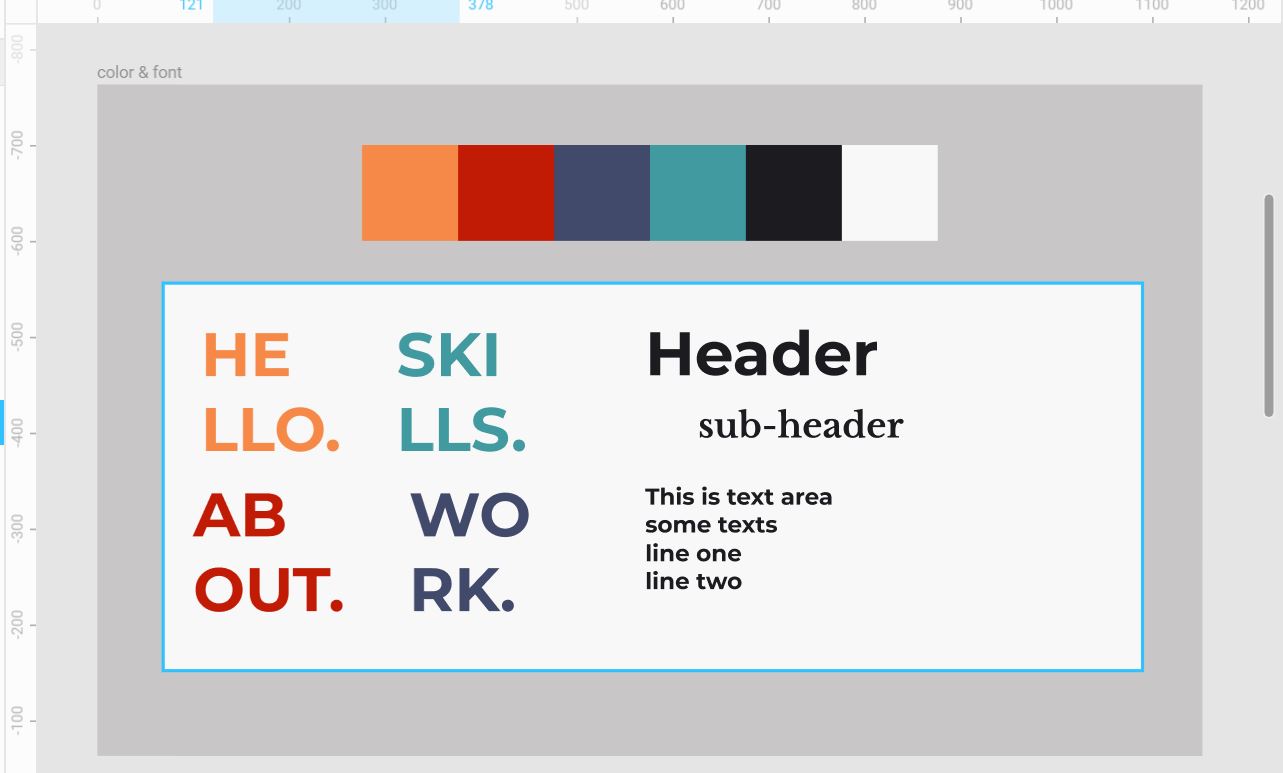 0 121 200 300 378 500 600 700 800 900 1000 1100 1200
-800
-700
-600
-500
-400
-300
-200
-100
color & font
HE
LLO.
SKI
LLS.
AB
OUT.
WO
RK.
Header
sub-header
This is text area
some texts
line one
line two